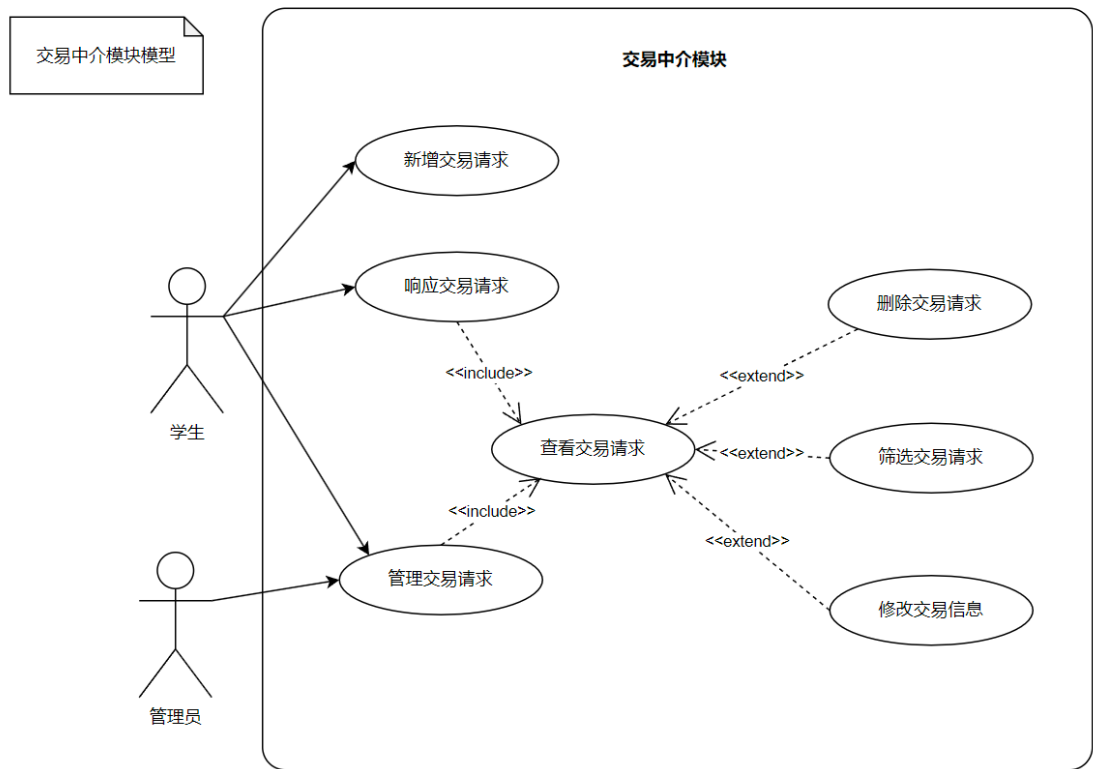 交易中介模块模型
交易中介模块
新增交易请求
响应交易请求
删除交易请求
<<include>>
<<extend>>
学生
查看交易请求
<<extend>>
筛选交易请求
<<include>>
<<extend>>
管理交易请求
修改交易信息
管理员